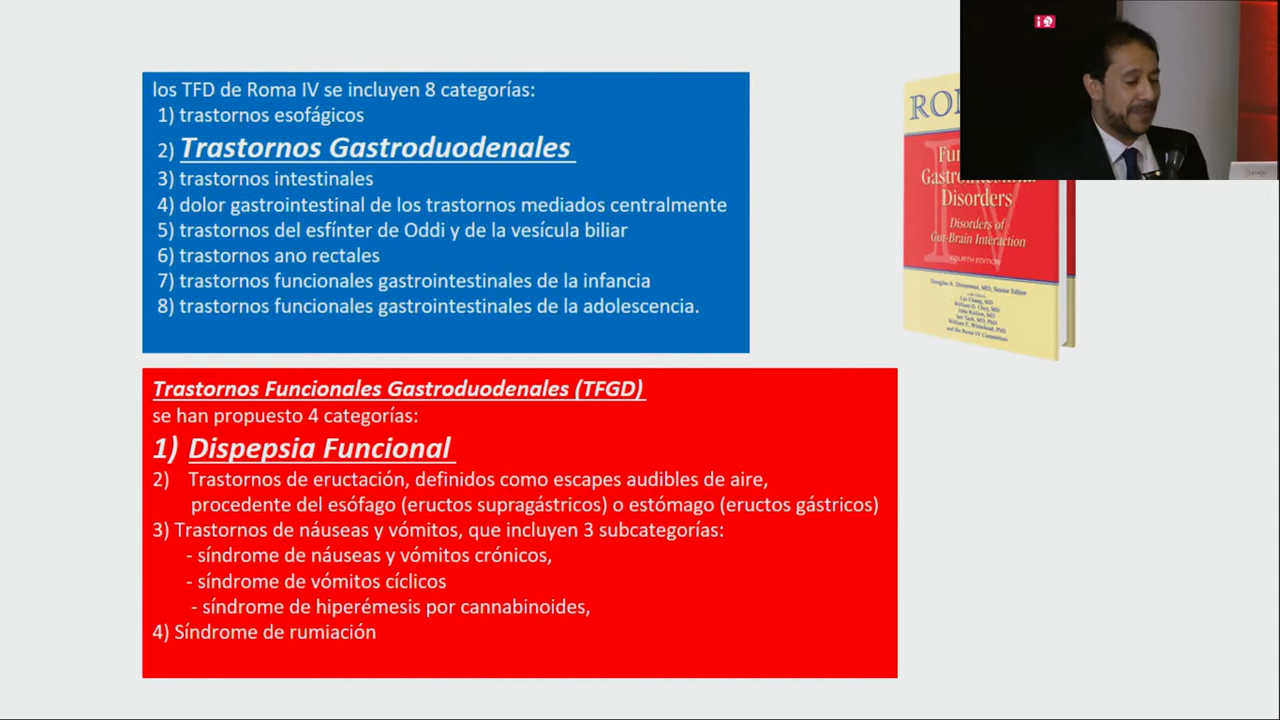 los TFD de Roma IV se incluyen 8 categorías:
1) trastornos esofágicos
2) Trastornos Gastroduodenales
3) trastornos intestinales
4) dolor gastrointestinal de los trastornos mediados centralmente
5) trastornos del esfínter de Oddi y de la vesícula biliar
6) trastornos ano rectales
7) trastornos funcionales gastrointestinales de la infancia
8) trastornos funcionales gastrointestinales de la adolescencia.
Trastornos Funcionales Gastroduodenales (TFGD)
se han propuesto 4 categorías:
1) Dispepsia Funcional
2) Trastornos de eructación, definidos como escapes audibles de aire,
procedente del esófago (eructos supragástricos) o estómago (eructos gástricos)
3) Trastornos de náuseas y vómitos, que incluyen 3 subcategorías:
- síndrome de náuseas y vómitos crónicos,
- síndrome de vómitos cíclicos
- síndrome de hiperémesis por cannabinoides,
4) Síndrome de rumiación
Disorders
Disorders of
Gut-Brain Interaction
FOURTH EDITION
Douglas A. Drossman, MD, Senior Editor